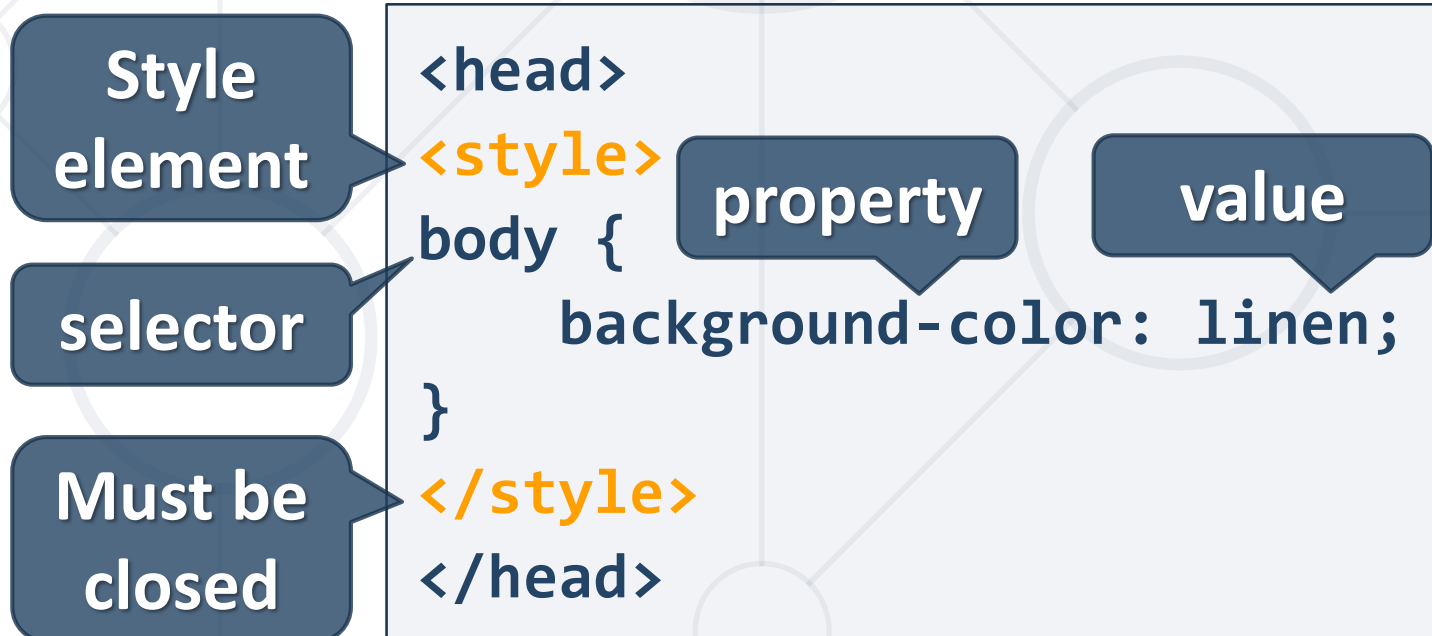 Style
element
<head>
<style>
property
value
body {
selector
background-color: linen;
}
Must be
closed
</style>
</head>